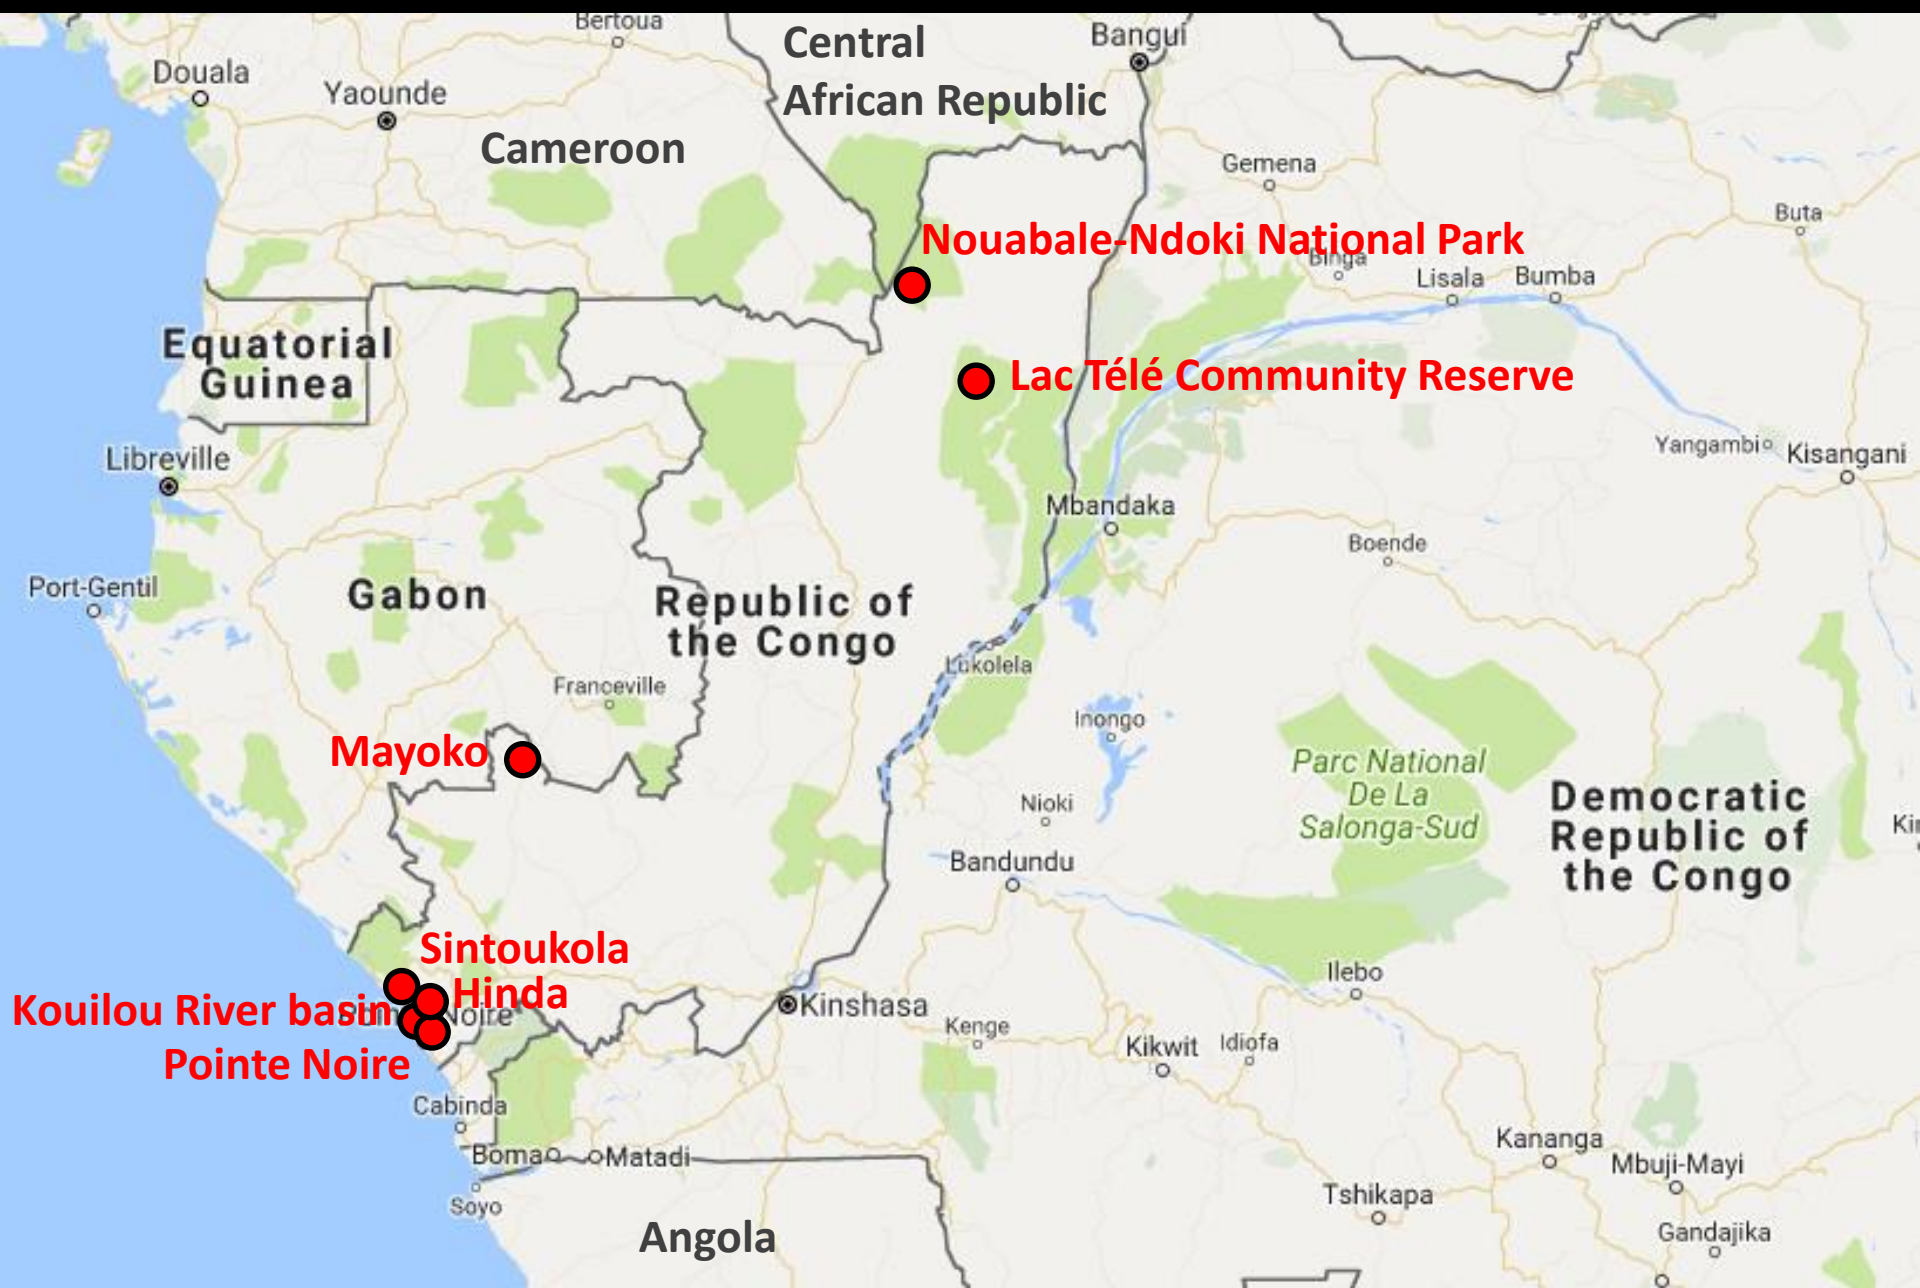 Bertoua
Central
African Republic
Bangui
Douala
Yaounde
Cameroon
Gemena
Buta
Nouabale-Ndoki National Park
Binga
Lisala
Bumba
Equatorial
Guinea
Lac Télé Community Reserve
Libreville
Yangambi
Kisangani
Mbandaka
Boende
Port-Gentil
Gabon
Republic of
the Congo
Lukolela
Franceville
Inongo
Mayoko
Parc National
De La
Salonga-Sud
Democratic
Republic of
the Congo
Nioki
Bandundu
Sintoukola
Hinda
Kouilou River basin
Noire
Pointe Noire
Kinshasa
Ilebo
Kenge
Kikwit
Idiofa
Cabinda
Boma
Matadi
Soyo
Angola
Kananga
Mbuji-Mayi
Tshikapa
Gandajika